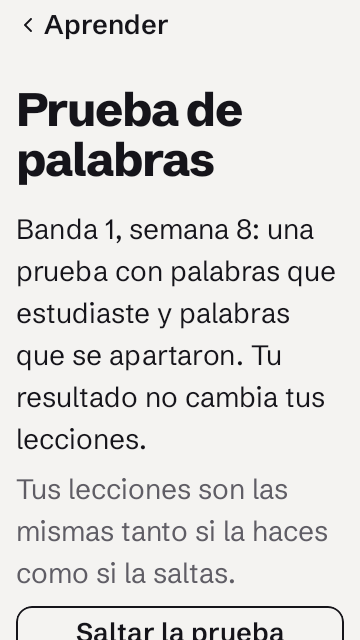 Aprender
Prueba de
palabras
Banda 1, semana 8: una
prueba con palabras que
estudiaste y palabras
que se apartaron. Tu
resultado no cambia tus
lecciones.
Tus lecciones son las
mismas tanto si la haces
como si la saltas.
Saltar la prueba